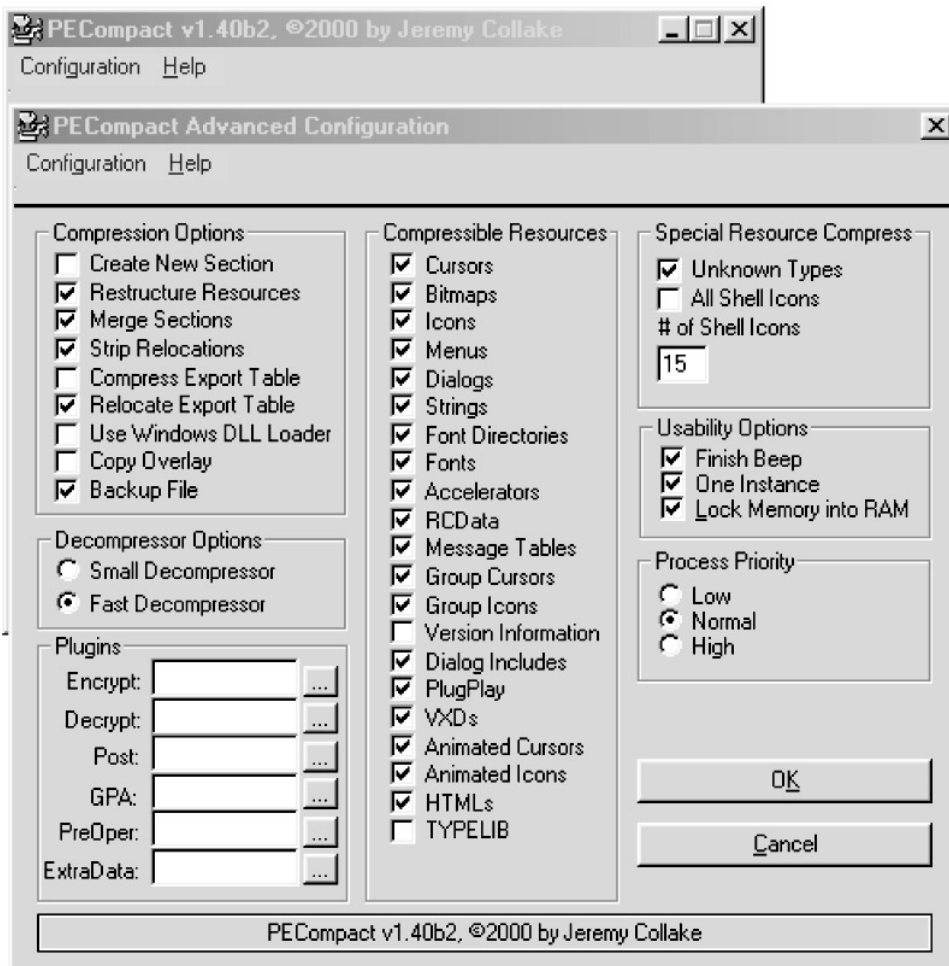 PECompact v1.40b2, ©2000 by Jeremy Collake
Configuration Help
PECompact Advanced Configuration
Configuration Help
Compression Options
Create New Section
Restructure Resources
Merge Sections
Strip Relocations
Compress Export Table
Relocate Export Table
Use Windows DLL Loader
Copy Overlay
Backup File
Decompressor Options
Small Decompressor
Fast Decompressor
Plugins
Encrypt: ...
Decrypt: ...
Post: ...
GPA: ...
PreOper: ...
ExtraData: ...
Compressible Resources
Cursors
Bitmaps
Icons
Menus
Dialogs
Strings
Font Directories
Fonts
Accelerators
RCData
Message Tables
Group Cursors
Group Icons
Version Information
Dialog Includes
PlugPlay
VXDs
Animated Cursors
Animated Icons
HTMLs
TYPELIB
Special Resource Compress
Unknown Types
All Shell Icons
# of Shell Icons
15
Usability Options
Finish Beep
One Instance
Lock Memory into RAM
Process Priority
Low
Normal
High
OK
Cancel
PECompact v1.40b2, ©2000 by Jeremy Collake